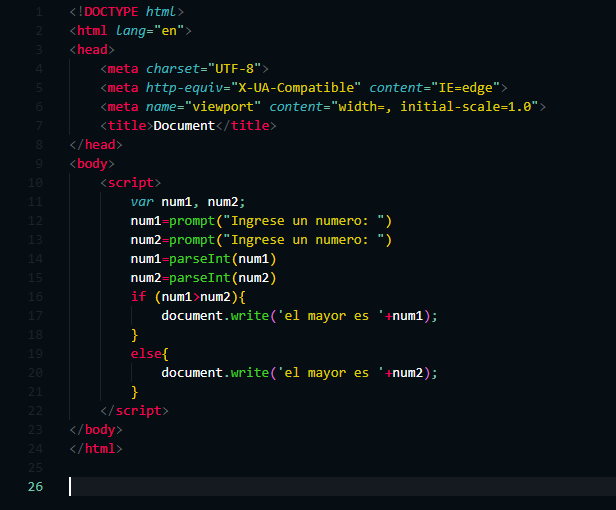 1 <!DOCTYPE html>
2 <html lang="en">
3 <head>
4     <meta charset="UTF-8">
5     <meta http-equiv="X-UA-Compatible" content="IE=edge">
6     <meta name="viewport" content="width=, initial-scale=1.0">
7     <title>Document</title>
8 </head>
9 <body>
10     <script>
11         var num1, num2;
12         num1=prompt("Ingrese un numero: ")
13         num2=prompt("Ingrese un numero: ")
14         num1=parseInt(num1)
15         num2=parseInt(num2)
16         if (num1>num2){
17             document.write('el mayor es '+num1);
18         }
19         else{
20             document.write('el mayor es '+num2);
21         }
22     </script>
23 </body>
24 </html>
25
26